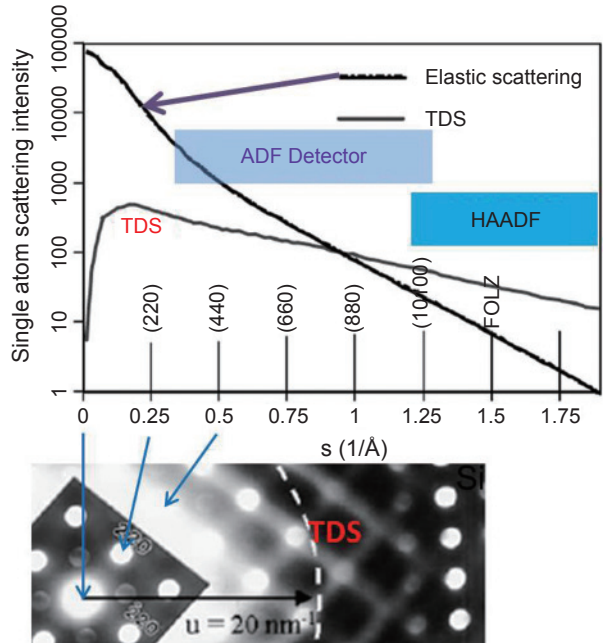 Single atom scattering intensity
100000
10000
1000
100
10
1
Elastic scattering
TDS
ADF Detector
HAADF
TDS
(220)
(440)
(660)
(880)
(10100)
FOLZ
0
0.25
0.5
0.75
1
1.25
1.5
1.75
s (1/Å)
Si
220
TDS
220
u = 20 nm⁻¹